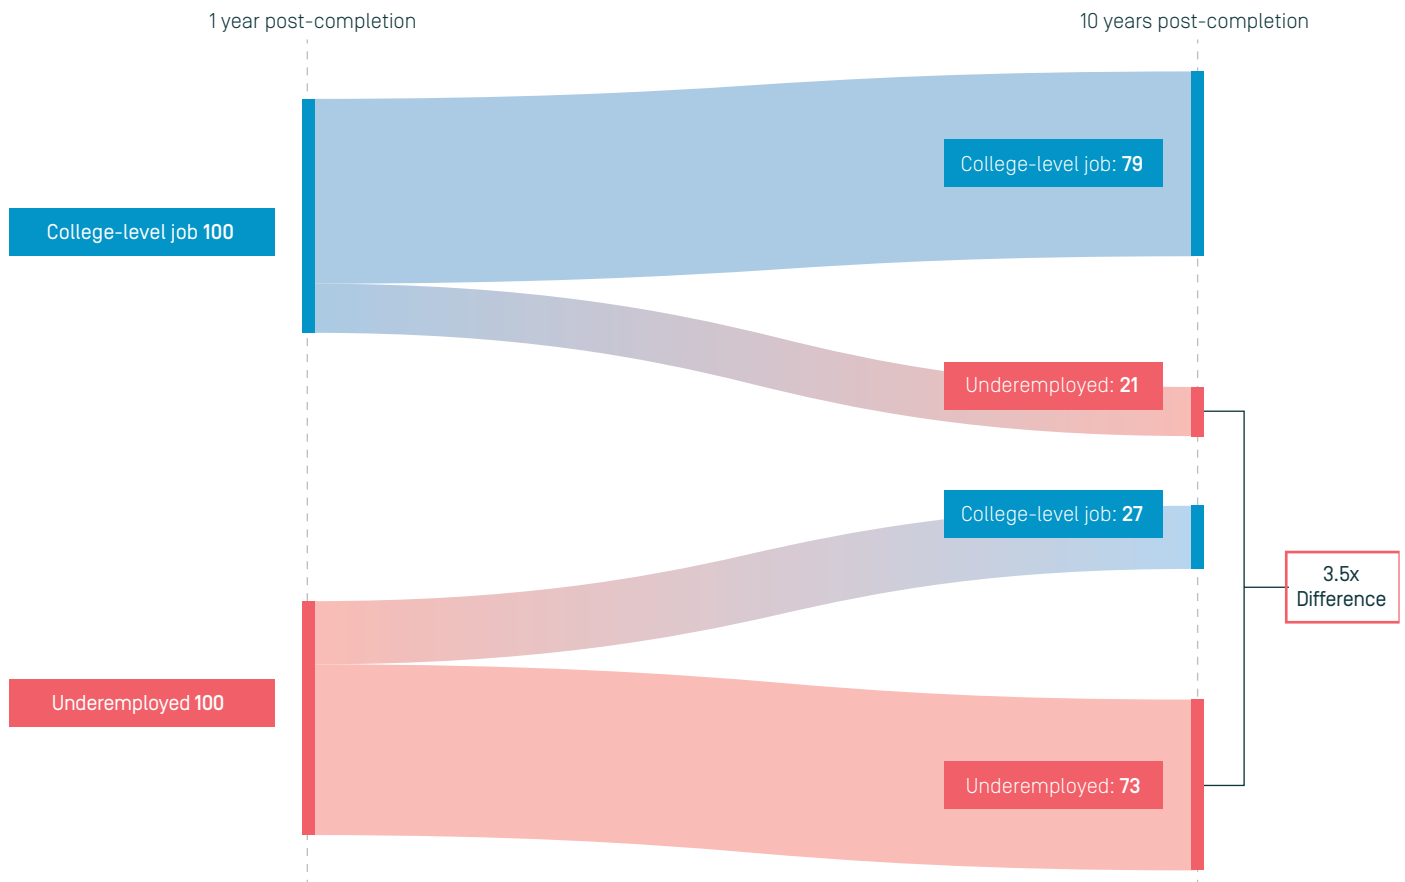 1 year post-completion
10 years post-completion
College-level job 100
College-level job: 79
Underemployed: 21
College-level job: 27
3.5x
Difference
Underemployed 100
Underemployed: 73